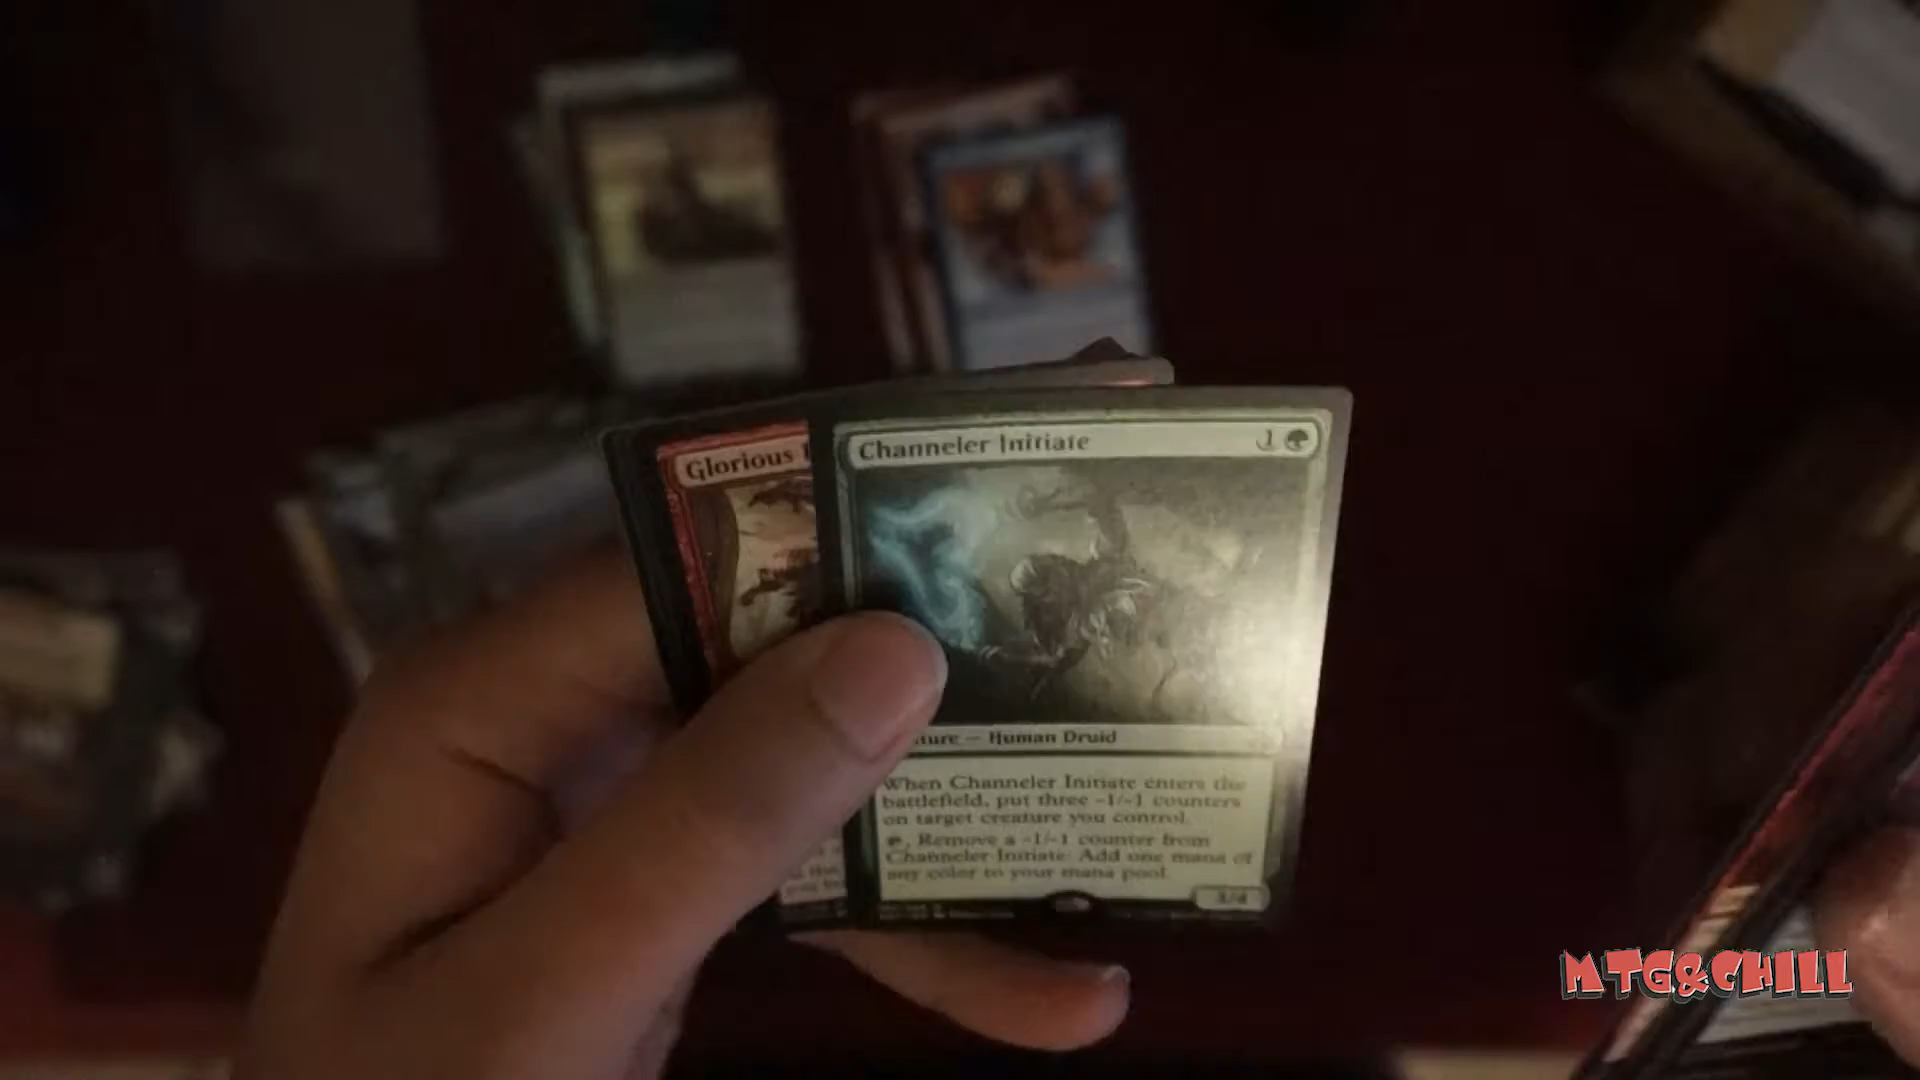 Glorious
Channeler Initiate 1
ture — Human Druid
When Channeler Initiate enters the
battlefield, put three -1/-1 counters
on target creature you control.
, Remove a -1/-1 counter from
Channeler Initiate: Add one mana of
any color to your mana pool.
3/4
MTG&CHILL